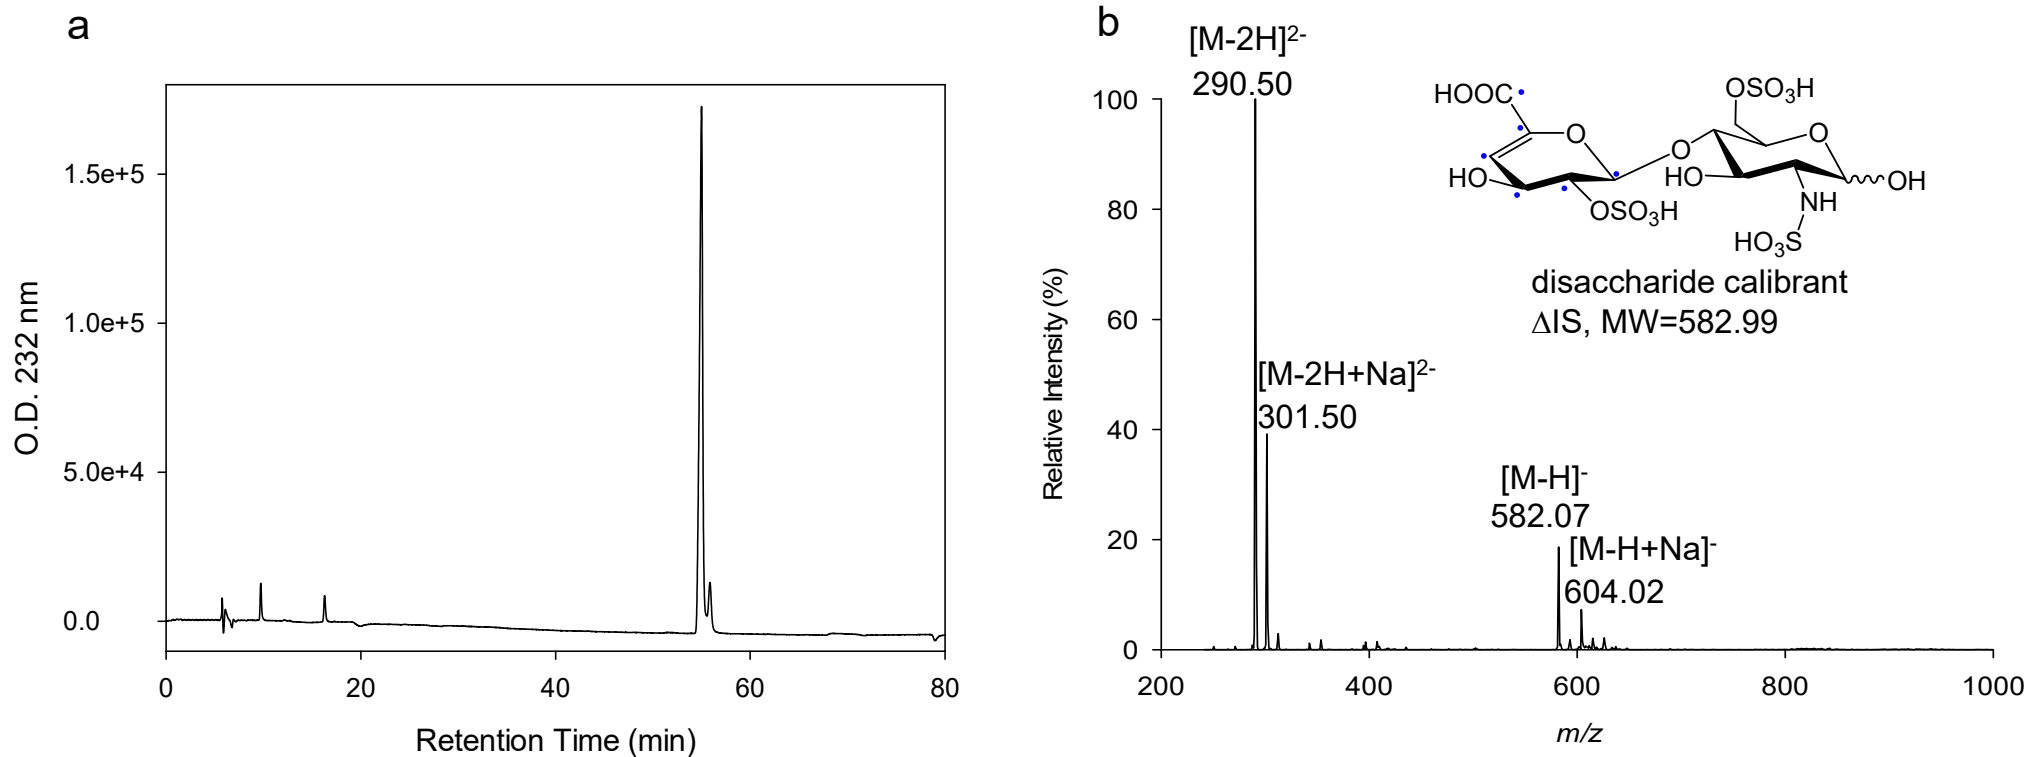 a
O.D. 232 nm
1.5e+5
1.0e+5
5.0e+4
0.0
0 20 40 60 80
Retention Time (min)
b
[M-2H]²⁻
290.50
[M-2H+Na]²⁻
301.50
[M-H]⁻
582.07
[M-H+Na]⁻
604.02
Relative Intensity (%)
100
80
60
40
20
0
200 400 600 800 1000
m/z
HOOC
O
HO
OSO₃H
O
OSO₃H
O
HO
OH
NH
HO₃S
disaccharide calibrant
ΔIS, MW=582.99